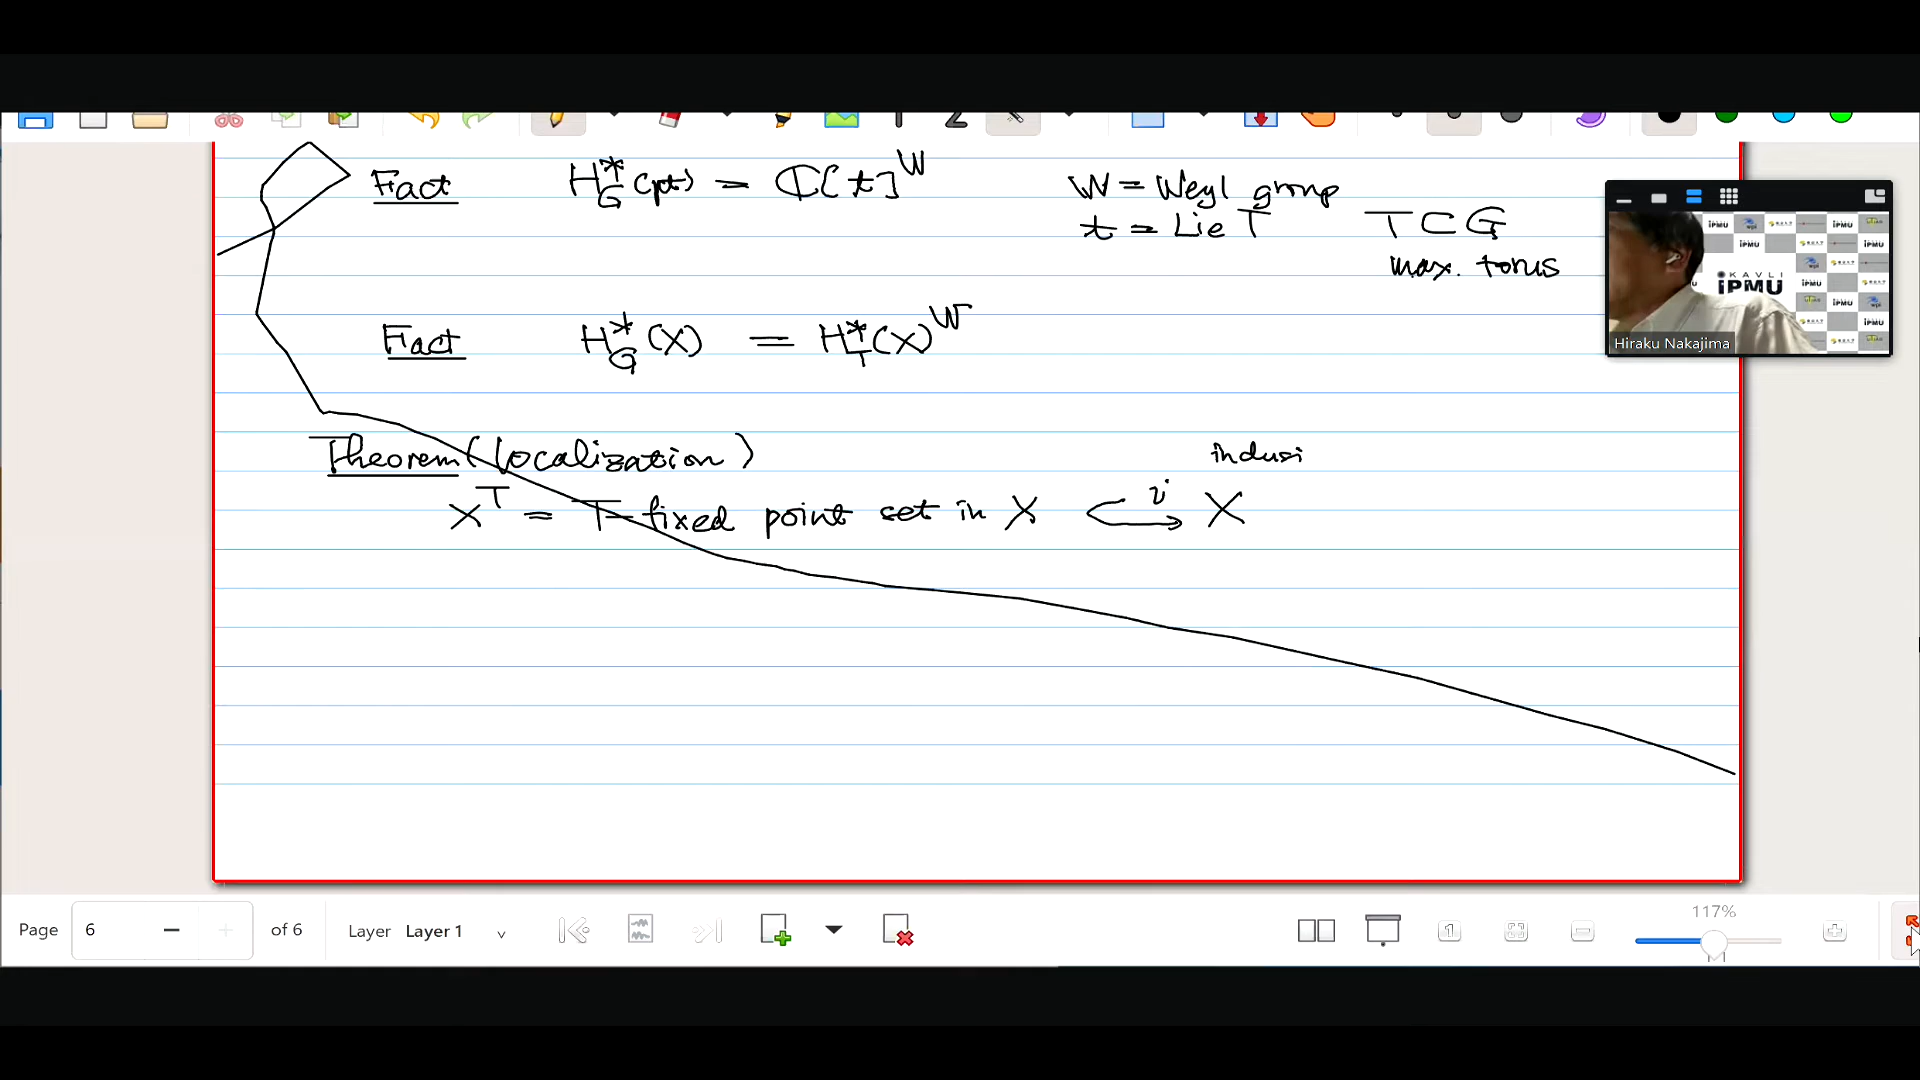 Fact H*_G(pt) = ℂ[t]^W W = Weyl group
t = Lie T T ⊂ G
max. torus
Fact H*_G(X) = H*_T(X)^W
Theorem (localization) inclusi
X^T = T-fixed point set in X ↪ X
i
KAVLI
IPMU
Hiraku Nakajima
Page 6 of 6 Layer Layer 1 117%